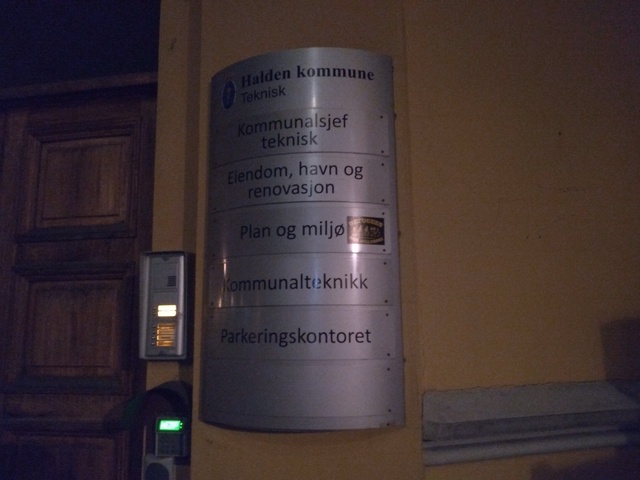 Halden kommune
Teknisk
Kommunalsjef
teknisk
Eiendom, havn og
renovasjon
Plan og miljø
Kommunalteknikk
Parkeringskontoret